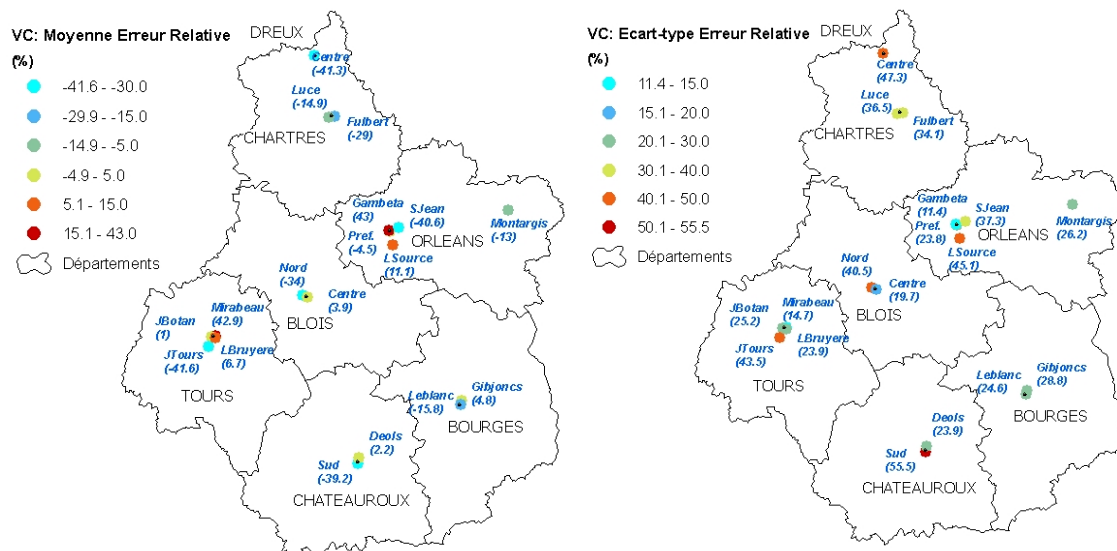 VC: Moyenne Erreur Relative
(%)
-41.6 - -30.0
-29.9 - -15.0
-14.9 - -5.0
-4.9 - 5.0
5.1 - 15.0
15.1 - 43.0
Départements
DREUX
Centre
(-41.3)
Luce
(-14.9)
Fulbert
(-29)
CHARTRES
Gambeta
(43)
SJean
(-40.6)
Montargis
(-13)
Pref.
(-4.5)
ORLEANS
LSource
(11.1)
Nord
(-34)
Centre
(3.9)
BLOIS
JBotan
(1)
Mirabeau
(42.9)
JTours
(-41.6)
LBruyere
(6.7)
TOURS
Leblanc
(-15.8)
Gibjoncs
(4.8)
BOURGES
Deols
(2.2)
Sud
(-39.2)
CHATEAUROUX
VC: Ecart-type Erreur Relative
(%)
11.4 - 15.0
15.1 - 20.0
20.1 - 30.0
30.1 - 40.0
40.1 - 50.0
50.1 - 55.5
Départements
DREUX
Centre
(47.3)
Luce
(36.5)
Fulbert
(34.1)
CHARTRES
Gambeta
(11.4)
SJean
(37.3)
Montargis
(26.2)
Pref.
(23.8)
ORLEANS
LSource
(45.1)
Nord
(40.5)
Centre
(19.7)
BLOIS
JBotan
(25.2)
Mirabeau
(14.7)
JTours
(43.5)
LBruyere
(23.9)
TOURS
Leblanc
(24.6)
Gibjoncs
(28.8)
BOURGES
Deols
(23.9)
Sud
(55.5)
CHATEAUROUX